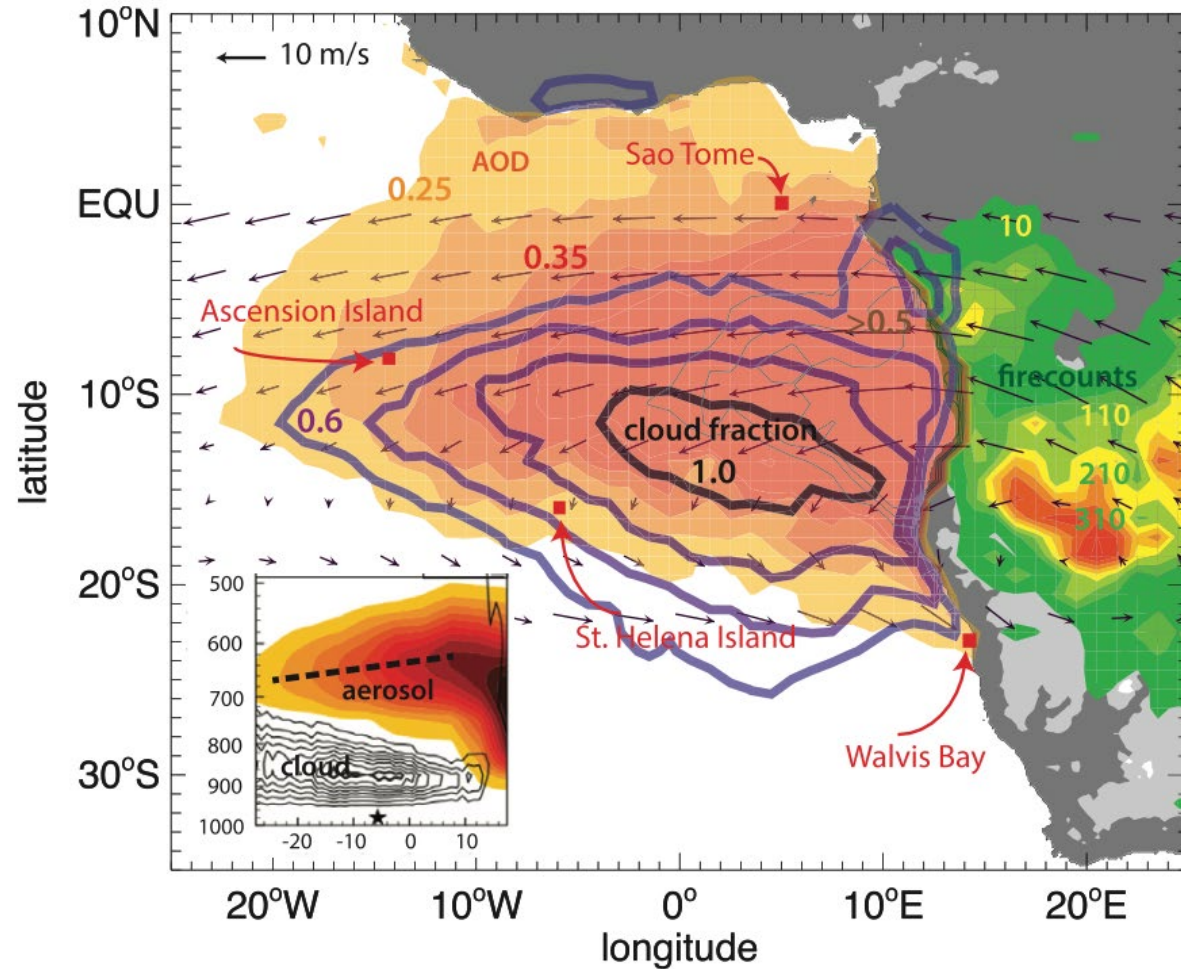 10°N
10 m/s
Sao Tome
AOD
0.25
EQU
10
0.35
Ascension Island
>0.5
firecounts
10°S
110
0.6
cloud fraction
1.0
210
310
20°S
500
600
St. Helena Island
aerosol
700
Walvis Bay
800
cloud
30°S
900
1000
-20
-10
0
10
20°W
10°W
0°
10°E
20°E
longitude
latitude